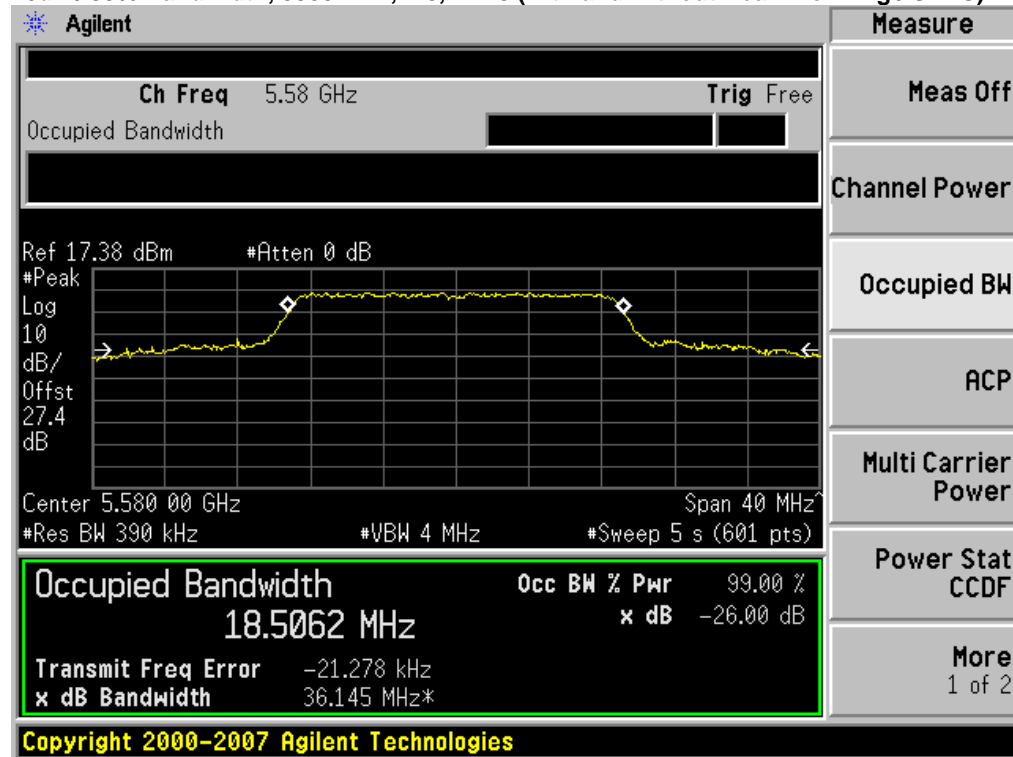 Agilent
Measure
Ch Freq 5.58 GHz Trig Free
Occupied Bandwidth
Meas Off
Channel Power
Occupied BW
ACP
Multi Carrier
Power
Power Stat
CCDF
More
1 of 2
Ref 17.38 dBm #Atten 0 dB
#Peak
Log
10
dB/
Offst
27.4
dB
Center 5.580 00 GHz Span 40 MHz^
#Res BW 390 kHz #VBW 4 MHz #Sweep 5 s (601 pts)
Occupied Bandwidth Occ BW % Pwr 99.00 %
18.5062 MHz x dB -26.00 dB
Transmit Freq Error -21.278 kHz
x dB Bandwidth 36.145 MHz*
Copyright 2000-2007 Agilent Technologies